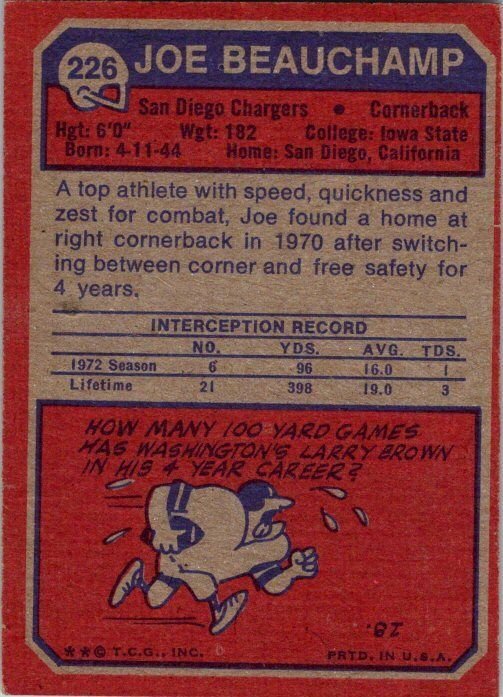 226 JOE BEAUCHAMP
San Diego Chargers • Cornerback
Hgt: 6'0" Wgt: 182 College: Iowa State
Born: 4-11-44 Home: San Diego, California
A top athlete with speed, quickness and
zest for combat, Joe found a home at
right cornerback in 1970 after switch-
ing between corner and free safety for
4 years.
INTERCEPTION RECORD
NO. YDS. AVG. TDS.
1972 Season 6 96 16.0 1
Lifetime 21 398 19.0 3
HOW MANY 100 YARD GAMES
HAS WASHINGTON'S LARRY BROWN
IN HIS 4 YEAR CAREER?
18.
**© T.C.G., INC. PRTD. IN U.S.A.